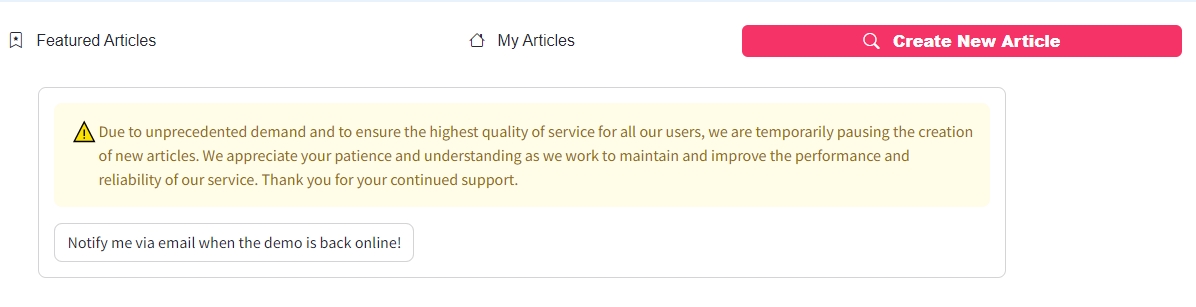 Featured Articles
My Articles
Create New Article
Due to unprecedented demand and to ensure the highest quality of service for all our users, we are temporarily pausing the creation
of new articles. We appreciate your patience and understanding as we work to maintain and improve the performance and
reliability of our service. Thank you for your continued support.
Notify me via email when the demo is back online!